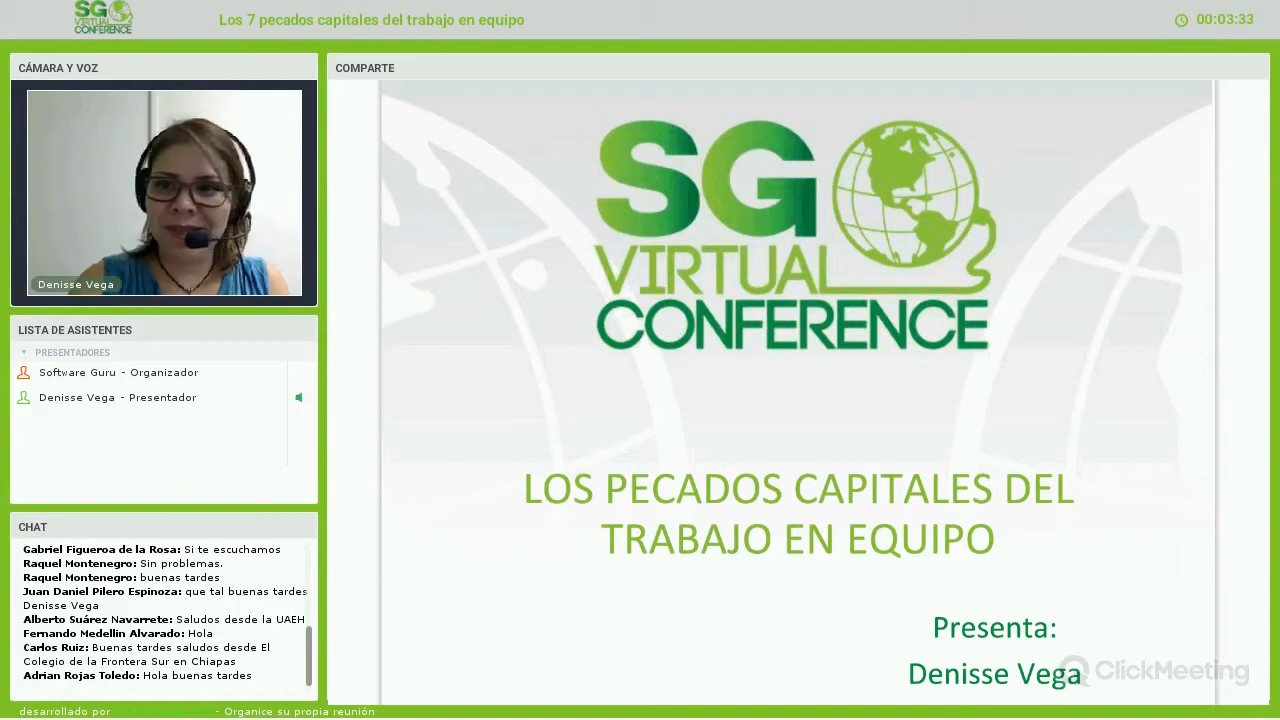 SG
VIRTUAL
CONFERENCE
Los 7 pecados capitales del trabajo en equipo
00:03:33
CÁMARA Y VOZ
Denisse Vega
LISTA DE ASISTENTES
PRESENTADORES
Software Guru - Organizador
Denisse Vega - Presentador
CHAT
Gabriel Figueroa de la Rosa: Si te escuchamos
Raquel Montenegro: Sin problemas.
Raquel Montenegro: buenas tardes
Juan Daniel Pilero Espinoza: que tal buenas tardes
Denisse Vega
Alberto Suárez Navarrete: Saludos desde la UAEH
Fernando Medellin Alvarado: Hola
Carlos Ruiz: Buenas tardes saludos desde El
Colegio de la Frontera Sur en Chiapas
Adrian Rojas Toledo: Hola buenas tardes
COMPARTE
SG
VIRTUAL
CONFERENCE
LOS PECADOS CAPITALES DEL
TRABAJO EN EQUIPO
Presenta:
Denisse Vega
ClickMeeting
desarrollado por
- Organice su propia reunión